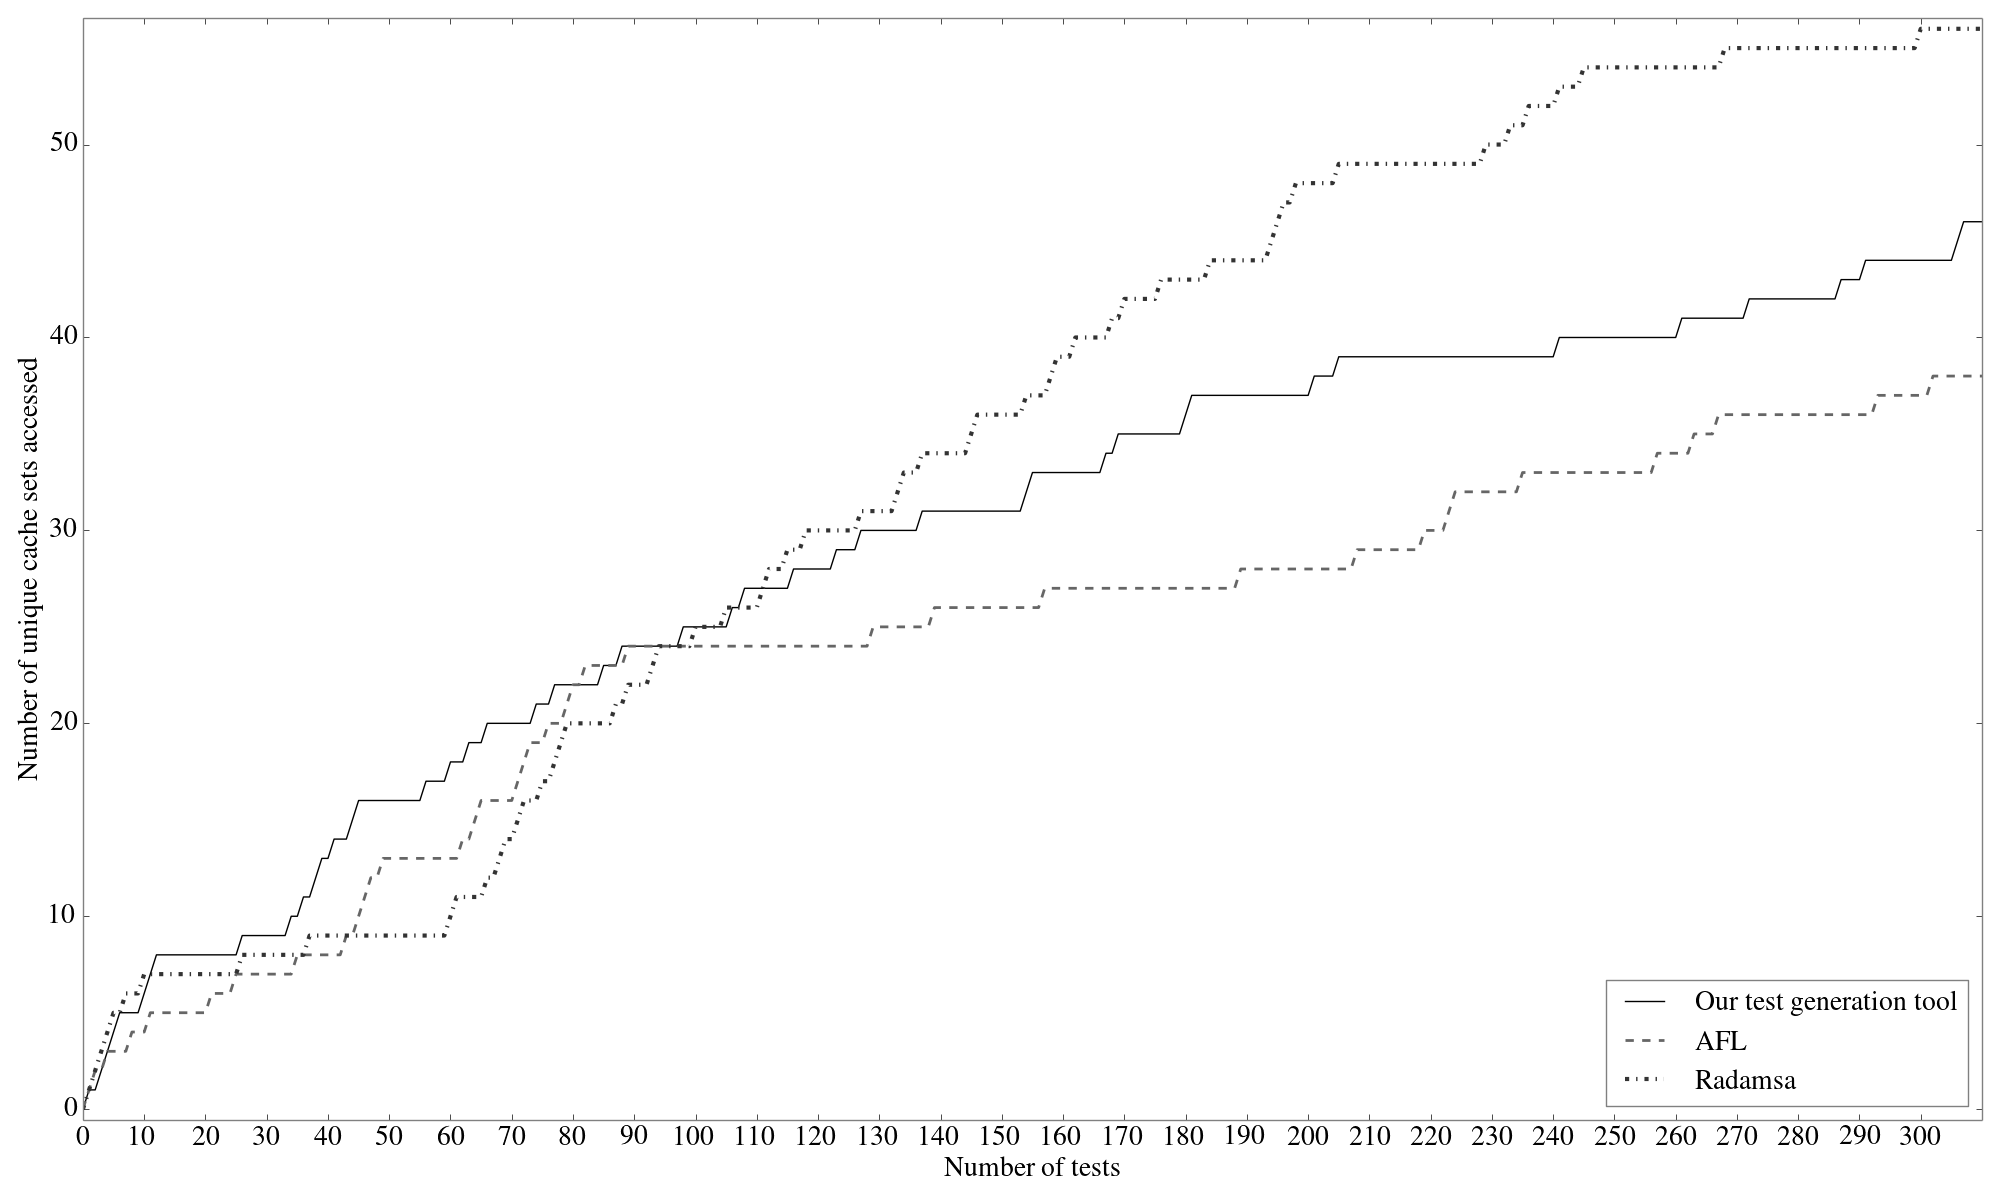 50
40
30
20
10
0
Number of unique cache sets accessed
0 10 20 30 40 50 60 70 80 90 100 110 120 130 140 150 160 170 180 190 200 210 220 230 240 250 260 270 280 290 300
Number of tests
Our test generation tool
AFL
Radamsa